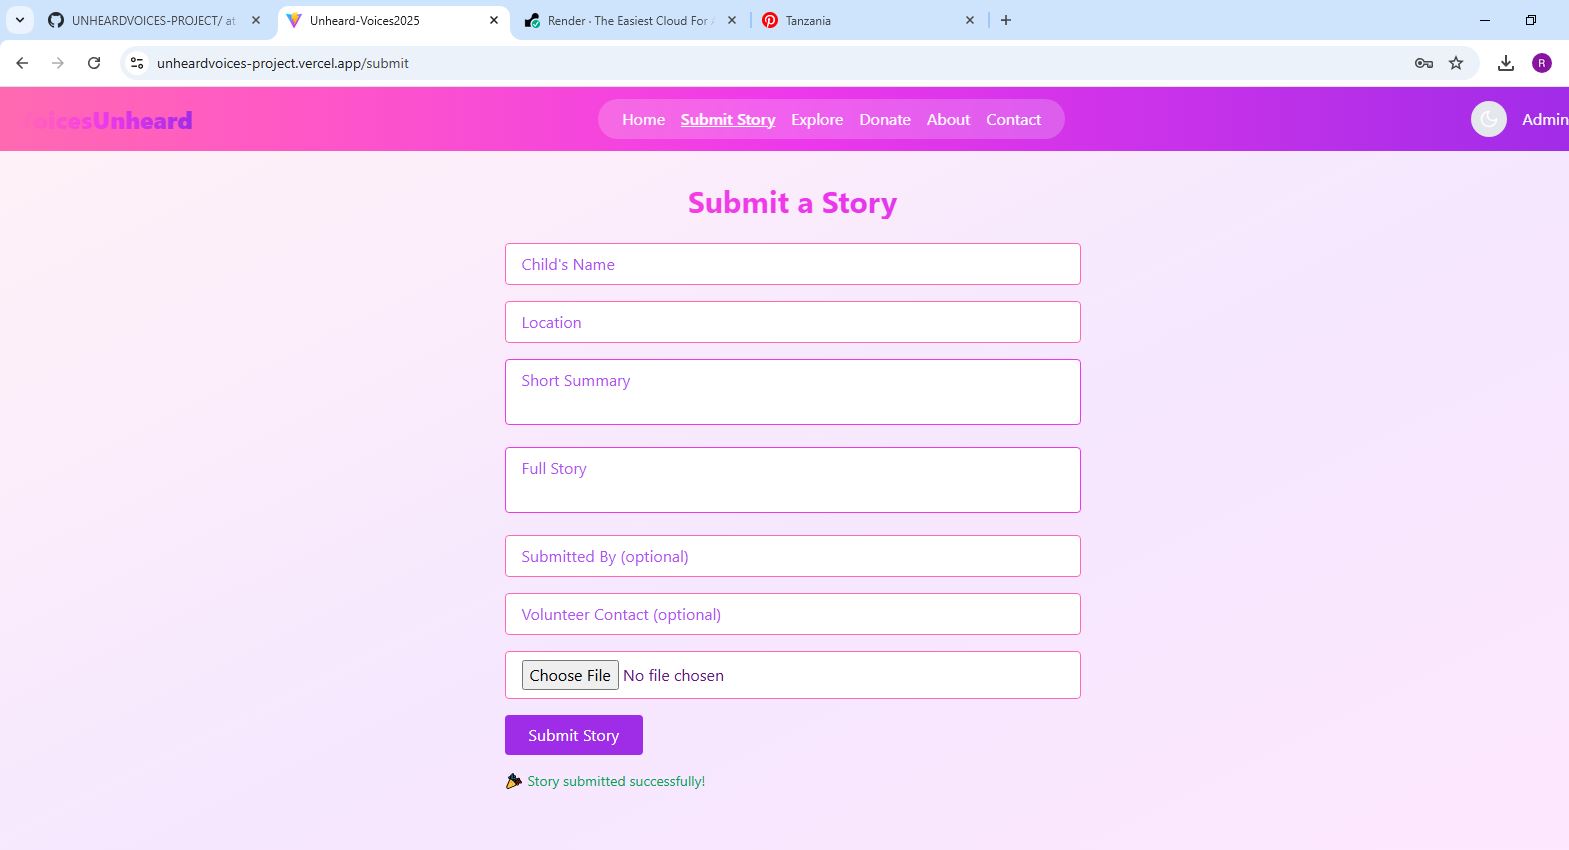 UNHEARDVOICES-PROJECT/ at
Unheard-Voices2025
Render · The Easiest Cloud For
Tanzania
unheardvoices-project.vercel.app/submit
R
VoicesUnheard
Home
Submit Story
Explore
Donate
About
Contact
Admin
Submit a Story
Child's Name
Location
Short Summary
Full Story
Submitted By (optional)
Volunteer Contact (optional)
Choose File No file chosen
Submit Story
Story submitted successfully!